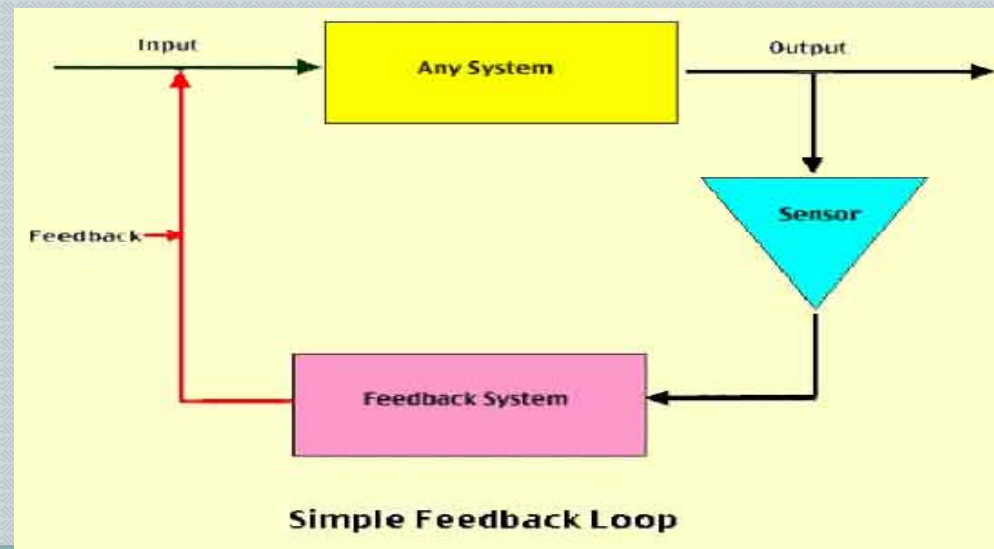 Input
Any System
Output
Sensor
Feedback
Feedback System
Simple Feedback Loop